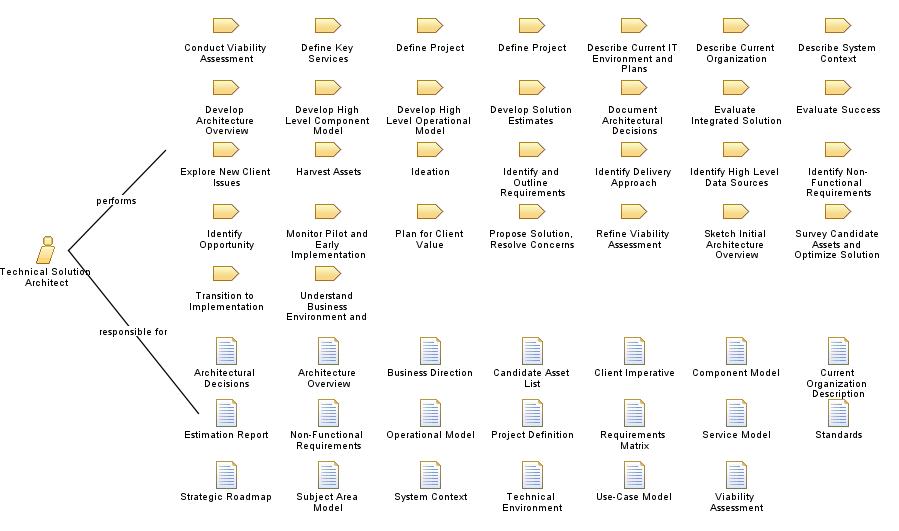 Conduct Viability
Assessment
Define Key
Services
Define Project
Define Project
Describe Current IT
Environment and
Plans
Describe Current
Organization
Describe System
Context
Develop
Architecture
Overview
Develop High
Level Component
Model
Develop High
Level Operational
Model
Develop Solution
Estimates
Document
Architectural
Decisions
Evaluate
Integrated Solution
Evaluate Success
Explore New Client
Issues
Harvest Assets
Ideation
Identify and
Outline
Requirements
Identify Delivery
Approach
Identify High Level
Data Sources
Identify Non-
Functional
Requirements
performs
Identify
Opportunity
Monitor Pilot and
Early
Implementation
Plan for Client
Value
Propose Solution,
Resolve Concerns
Refine Viability
Assessment
Sketch Initial
Architecture
Overview
Survey Candidate
Assets and
Optimize Solution
Technical Solution
Architect
Transition to
Implementation
Understand
Business
Environment and
responsible for
Architectural
Decisions
Architecture
Overview
Business Direction
Candidate Asset
List
Client Imperative
Component Model
Current
Organization
Description
Estimation Report
Non-Functional
Requirements
Operational Model
Project Definition
Requirements
Matrix
Service Model
Standards
Strategic Roadmap
Subject Area
Model
System Context
Technical
Environment
Use-Case Model
Viability
Assessment